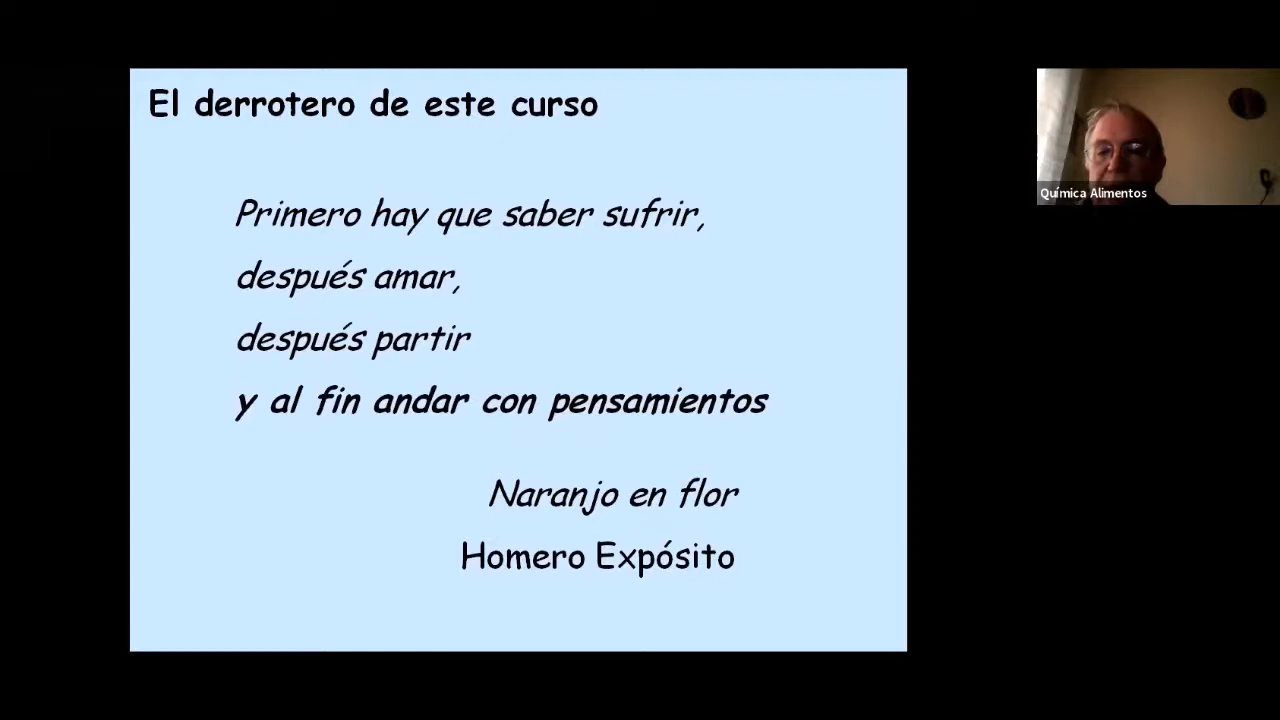 El derrotero de este curso
Primero hay que saber sufrir,
después amar,
después partir
y al fin andar con pensamientos
Naranjo en flor
Homero Expósito
Química Alimentos